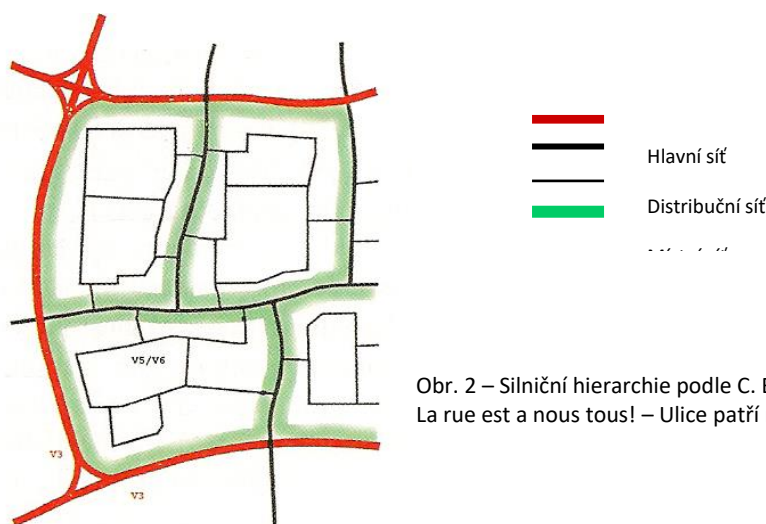 Hlavní síť
Distribuční síť
V5/V6
Obr. 2 – Silniční hierarchie podle C. B
La rue est a nous tous! – Ulice patří
V3
V3